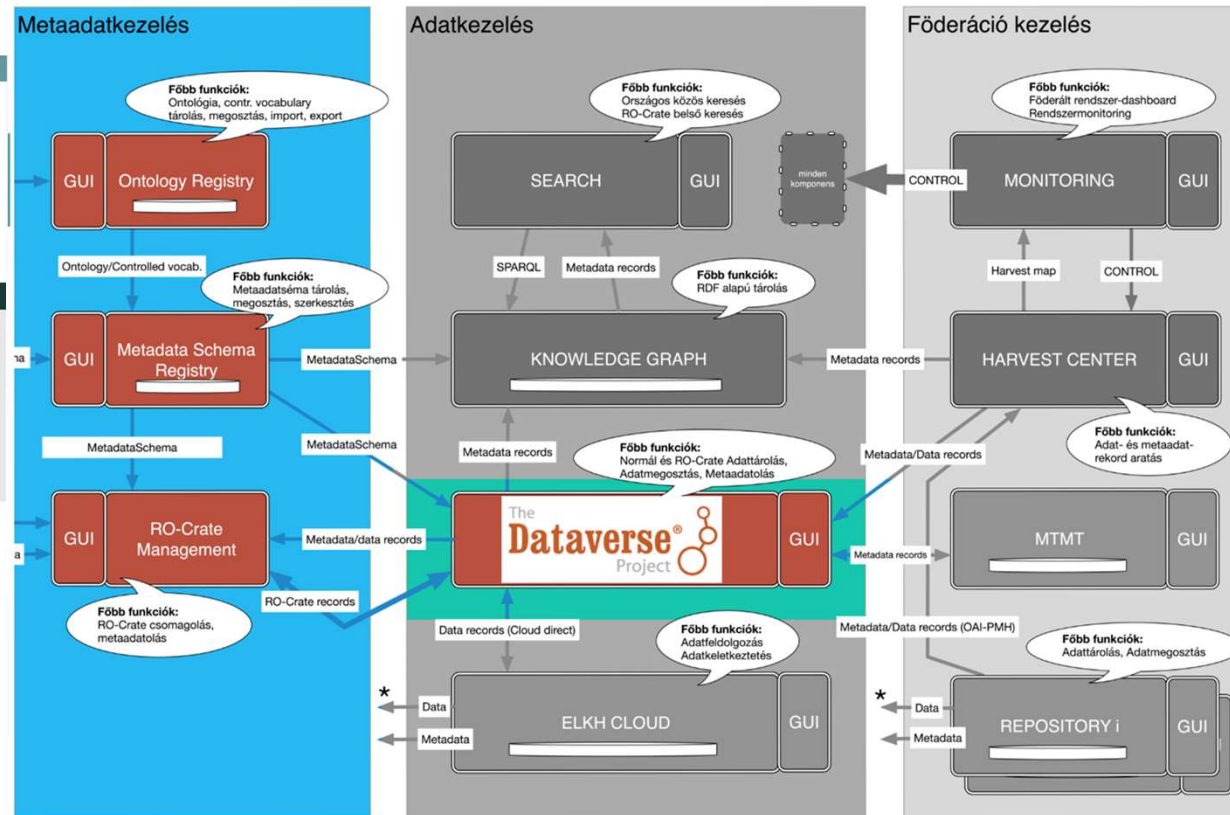 Metaadatkezelés
Főbb funkciók:
Ontológia, contr. vocabulary
tárolás, megosztás, import, export
GUI
Ontology Registry
Ontology/Controlled vocab.
Főbb funkciók:
Metaadatséma tárolás,
megosztás, szerkesztés
na
GUI
Metadata Schema
Registry
MetadataSchema
MetadataSchema
MetadataSchema
GUI
RO-Crate
Management
a
Metadata/data records
RO-Crate records
Főbb funkciók:
RO-Crate csomagolás,
metaadatolás
Adatkezelés
Főbb funkciók:
Országos közös keresés
RO-Crate belső keresés
SEARCH
GUI
minden
komponens
SPARQL
Metadata records
Főbb funkciók:
RDF alapú tárolás
KNOWLEDGE GRAPH
Metadata records
Főbb funkciók:
Normál és RO-Crate Adattárolás,
Adatmegosztás, Metaadatolás
The
Dataverse®
Project
GUI
Data records (Cloud direct)
Főbb funkciók:
Adatfeldolgozás
Adatkeletkeztetés
*
Data
Metadata
ELKH CLOUD
GUI
Föderáció kezelés
Főbb funkciók:
Föderált rendszer-dashboard
Rendszermonitoring
CONTROL
MONITORING
GUI
Harvest map
CONTROL
Metadata records
HARVEST CENTER
GUI
Főbb funkciók:
Adat- és metaadat-
rekord aratás
Metadata/Data records
Metadata records
MTMT
Metadata/Data records (OAI-PMH)
Főbb funkciók:
Adattárolás, Adatmegosztás
*
Data
Metadata
REPOSITORY i
GUI